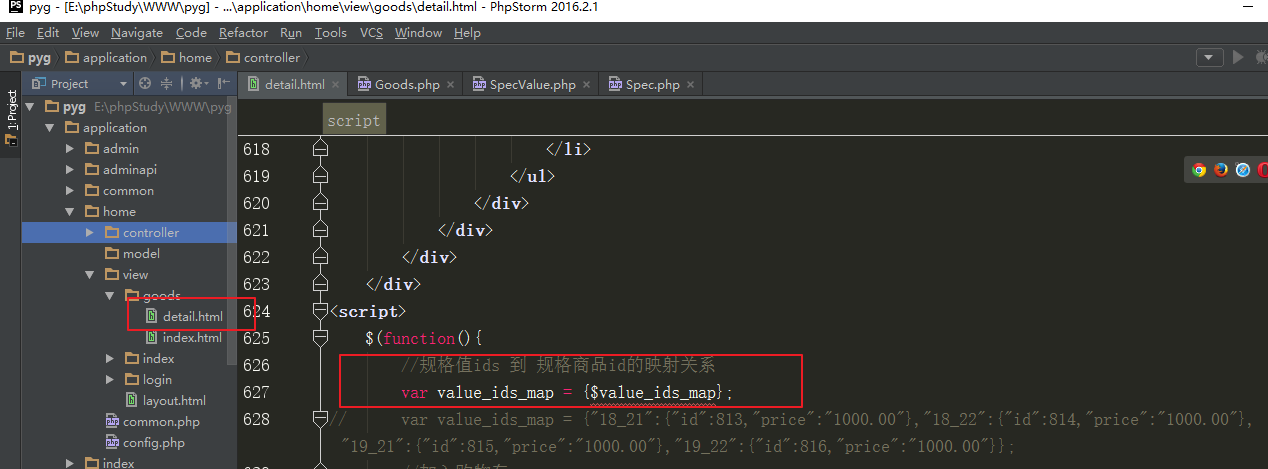 PS pyg - [E:\phpStudy\WWW\pyg] - ...\application\home\view\goods\detail.html - PhpStorm 2016.2.1
File Edit View Navigate Code Refactor Run Tools VCS Window Help
pyg application home controller
1: Project
Project
detail.html Goods.php SpecValue.php Spec.php
pyg E:\phpStudy\WWW\pyg
application
admin
adminapi
common
home
controller
model
view
goods
detail.html
index.html
index
login
layout.html
common.php
config.php
index
script
618 </li>
619 </ul>
620 </div>
621 </div>
622 </div>
623 </div>
624 <script>
625 $(function(){
626 //规格值ids 到 规格商品id的映射关系
627 var value_ids_map = {$value_ids_map};
628 // var value_ids_map = {"18_21":{"id":813,"price":"1000.00"},"18_22":{"id":814,"price":"1000.00"},
"19_21":{"id":815,"price":"1000.00"},"19_22":{"id":816,"price":"1000.00"}};